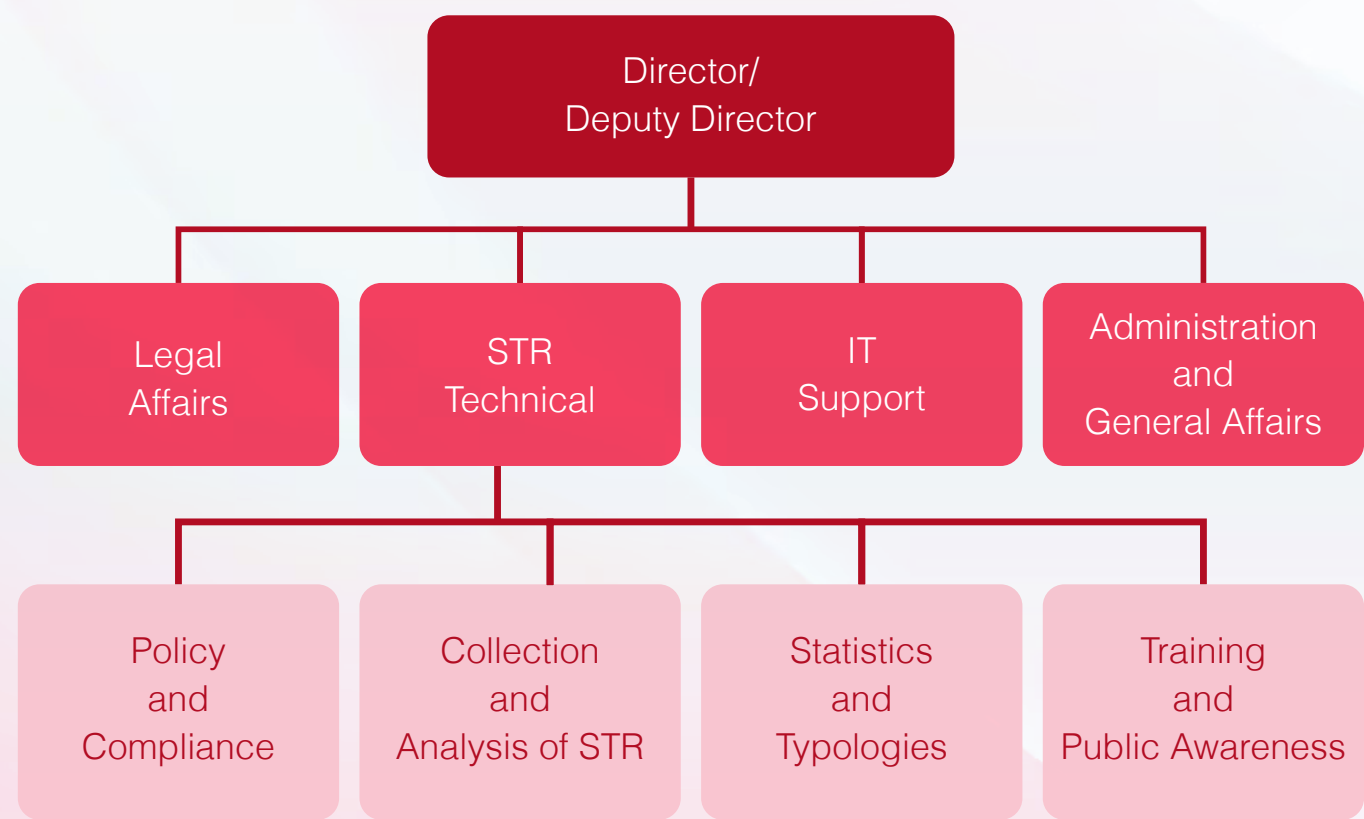 Director/
Deputy Director
Legal
Affairs
STR
Technical
IT
Support
Administration
and
General Affairs
Policy
and
Compliance
Collection
and
Analysis of STR
Statistics
and
Typologies
Training
and
Public Awareness